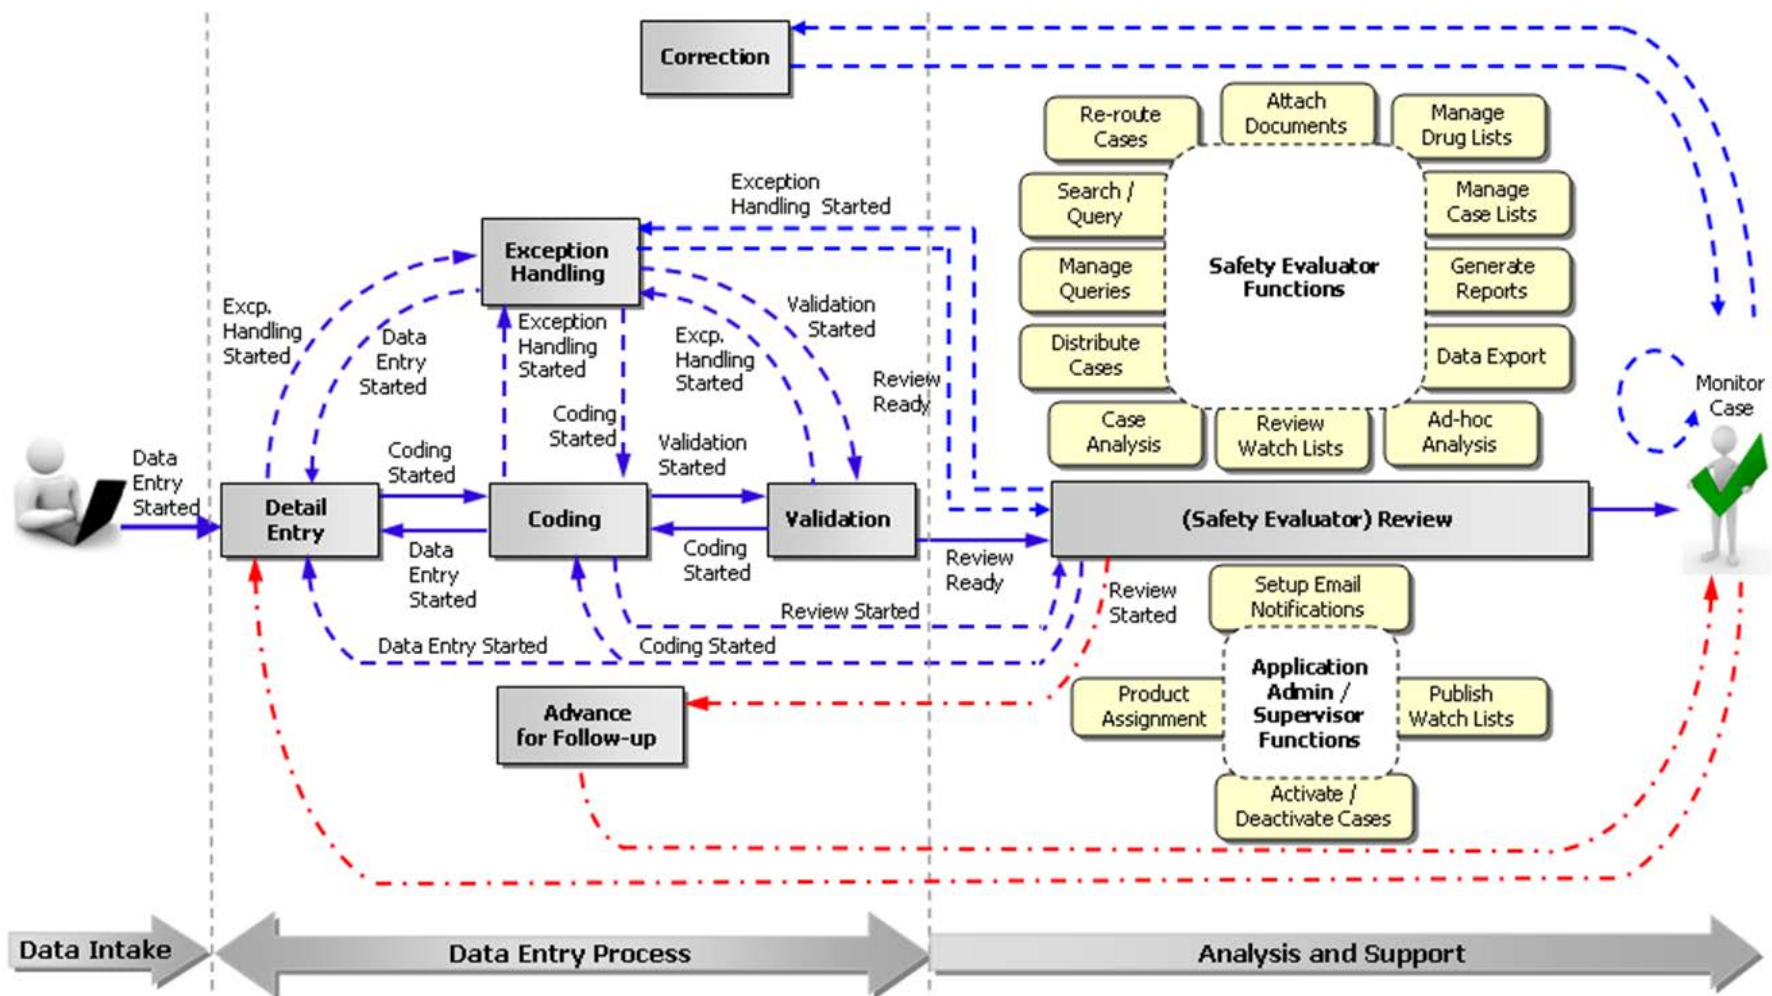 Correction
Re-route
Cases
Attach
Documents
Manage
Drug Lists
Search /
Query
Manage
Case Lists
Manage
Queries
Safety Evaluator
Functions
Generate
Reports
Distribute
Cases
Data Export
Case
Analysis
Review
Watch Lists
Ad-hoc
Analysis
Monitor
Case
Exception
Handling Started
Exception
Handling
Excp.
Handling
Started
Data
Entry
Started
Exception
Handling
Started
Excp.
Handling
Started
Validation
Started
Review
Ready
Coding
Started
Coding
Started
Validation
Started
Data
Entry
Started
Detail
Entry
Coding
Validation
(Safety Evaluator) Review
Data
Entry
Started
Coding
Started
Review
Ready
Review Started
Review
Started
Data Entry Started
Coding Started
Setup Email
Notifications
Advance
for Follow-up
Product
Assignment
Application
Admin /
Supervisor
Functions
Publish
Watch Lists
Activate /
Deactivate Cases
Data Intake
Data Entry Process
Analysis and Support